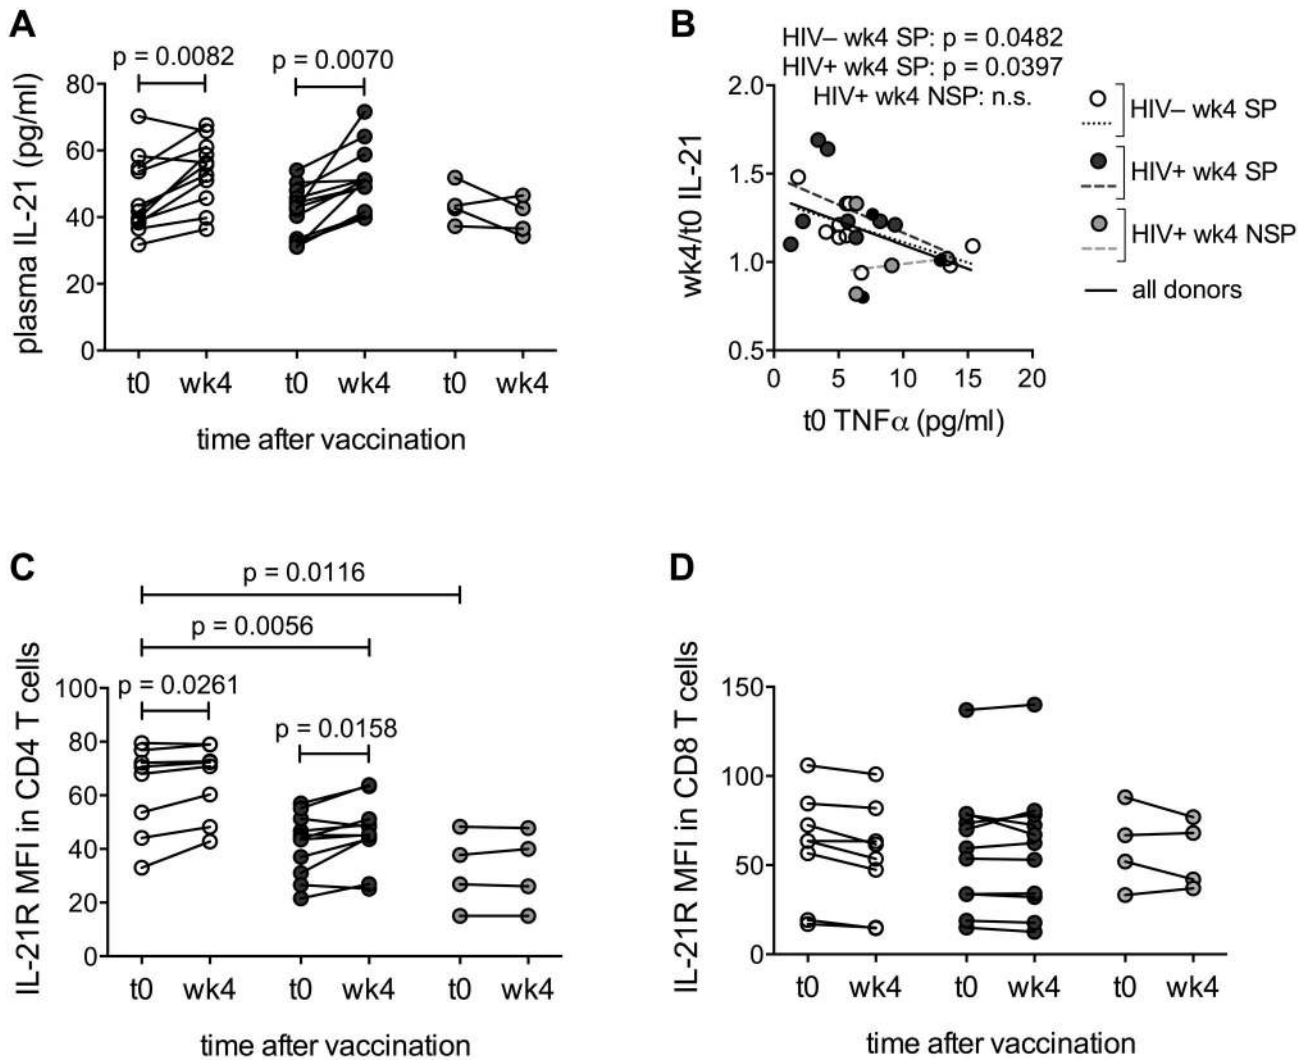 A
p = 0.0082
p = 0.0070
80
60
40
20
0
plasma IL-21 (pg/ml)
t0 wk4 t0 wk4 t0 wk4
time after vaccination
B
HIV– wk4 SP: p = 0.0482
HIV+ wk4 SP: p = 0.0397
HIV+ wk4 NSP: n.s.
2.0
1.5
1.0
0.5
wk4/t0 IL-21
0 5 10 15 20
t0 TNFα (pg/ml)
HIV– wk4 SP
HIV+ wk4 SP
HIV+ wk4 NSP
all donors
C
p = 0.0116
p = 0.0056
p = 0.0261
p = 0.0158
100
80
60
40
20
0
IL-21R MFI in CD4 T cells
t0 wk4 t0 wk4 t0 wk4
time after vaccination
D
150
100
50
0
IL-21R MFI in CD8 T cells
t0 wk4 t0 wk4 t0 wk4
time after vaccination